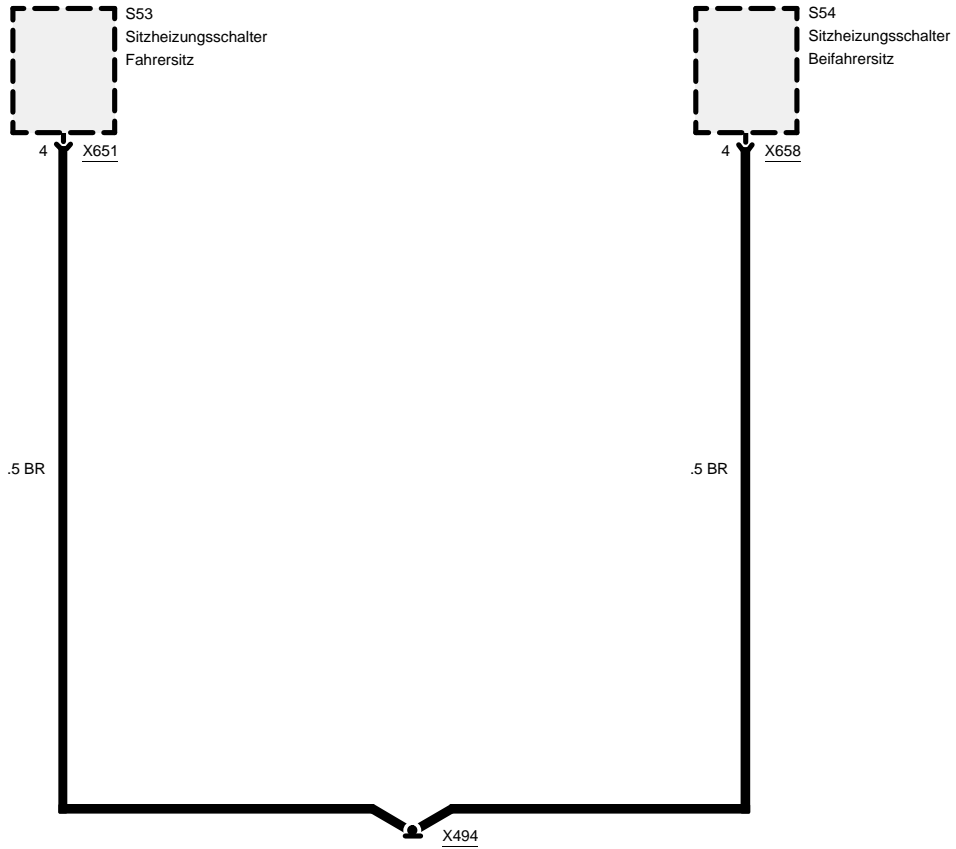 S53
Sitzheizungsschalter
Fahrersitz
S54
Sitzheizungsschalter
Beifahrersitz
4
X651
4
X658
.5 BR
.5 BR
X494